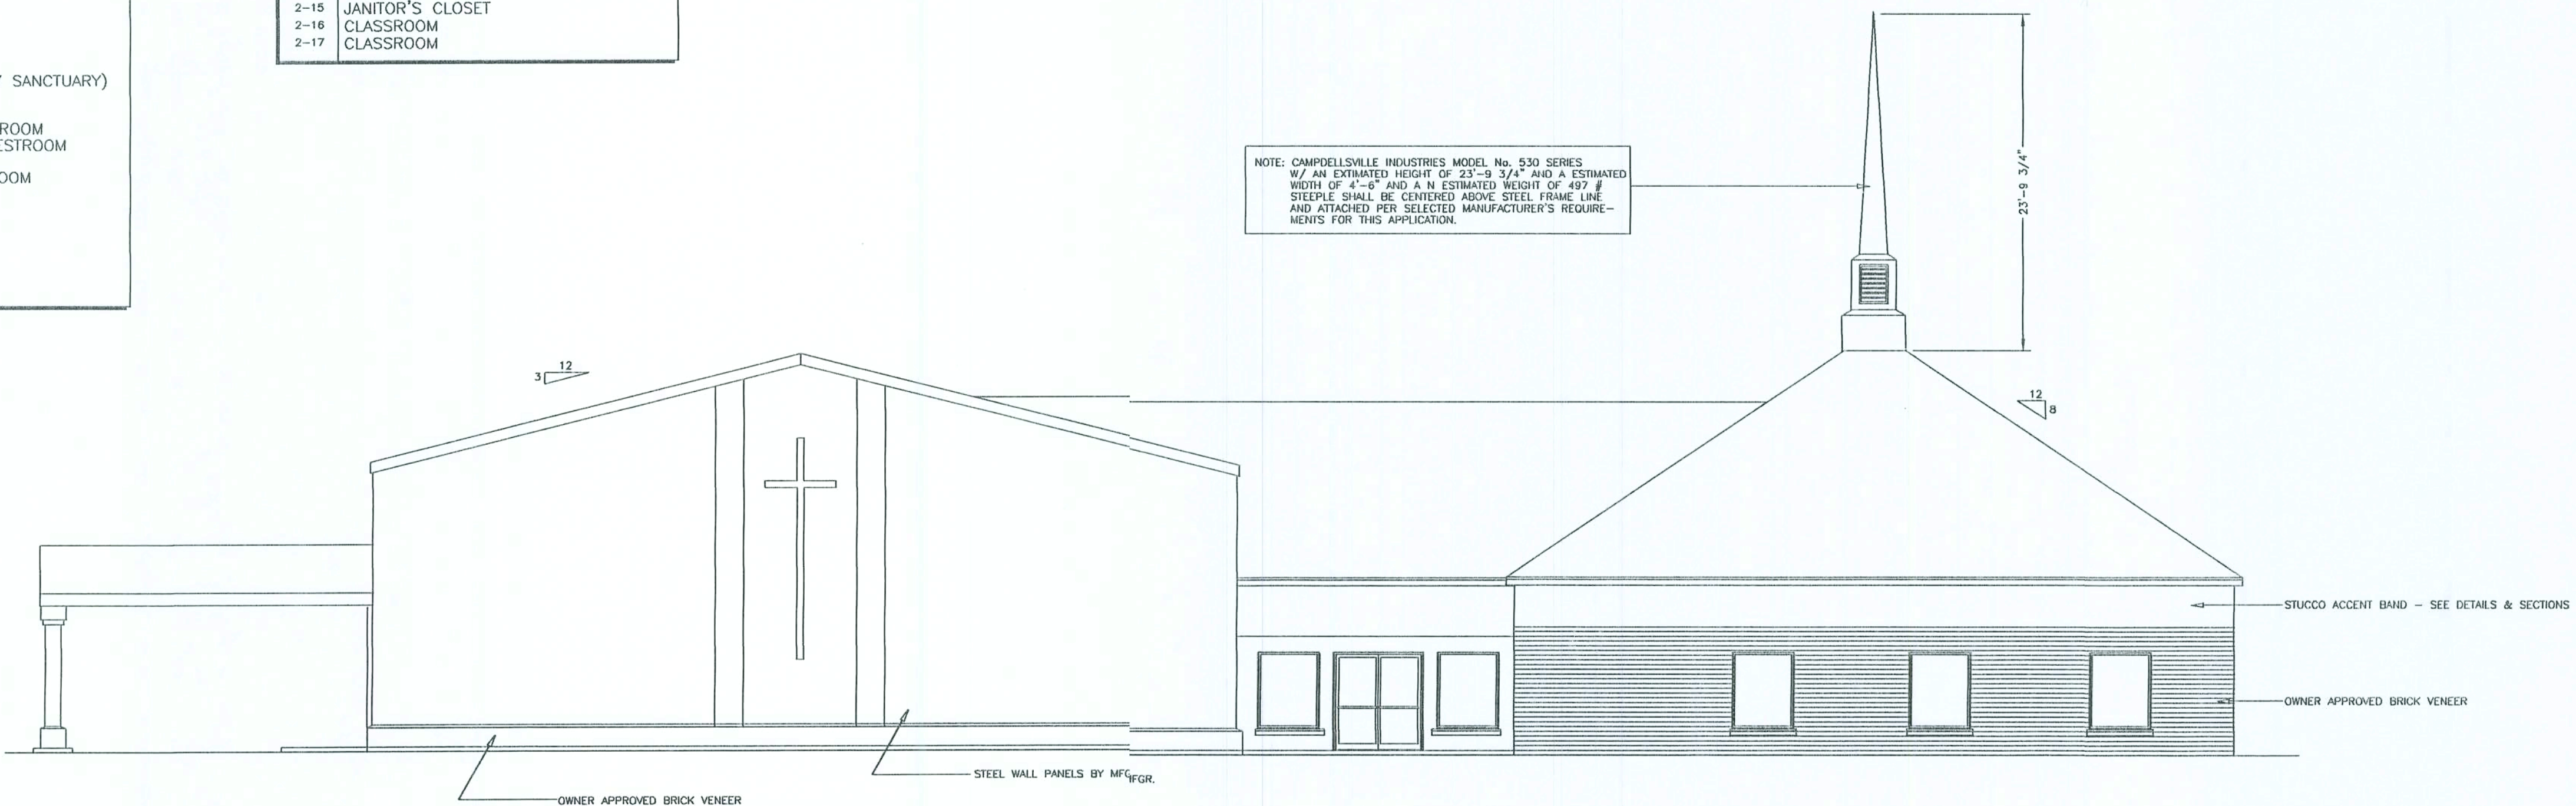 2-15 JANITOR'S CLOSET
2-16 CLASSROOM
2-17 CLASSROOM
SANCTUARY)
ROOM
ESTROOM
OOM
NOTE: CAMPDELLSVILLE INDUSTRIES MODEL No. 530 SERIES
W/ AN EXTIMATED HEIGHT OF 23'-9 3/4" AND A ESTIMATED
WIDTH OF 4'-6" AND A N ESTIMATED WEIGHT OF 497 #
STEEPLE SHALL BE CENTERED ABOVE STEEL FRAME LINE
AND ATTACHED PER SELECTED MANUFACTURER'S REQUIRE-
MENTS FOR THIS APPLICATION.
23'-9 3/4"
12
3
12
8
STUCCO ACCENT BAND - SEE DETAILS & SECTIONS
OWNER APPROVED BRICK VENEER
STEEL WALL PANELS BY MFGIFGR.
OWNER APPROVED BRICK VENEER